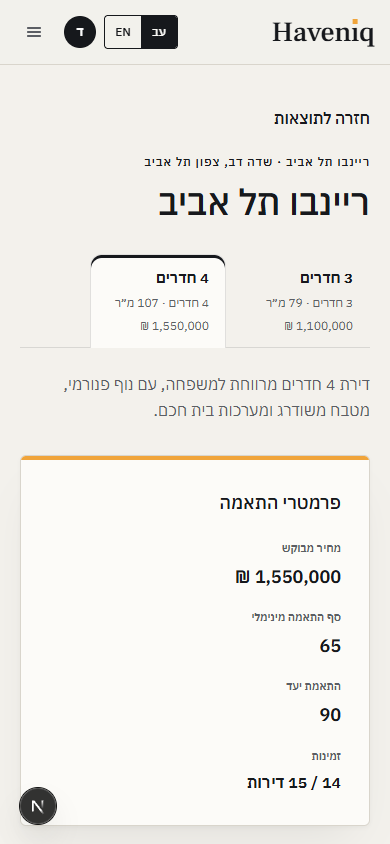 Haveniq
עב
EN
ד
חזרה לתוצאות
ריינבו תל אביב · שדה דב, צפון תל אביב
ריינבו תל אביב
3 חדרים
3 חדרים · 79 מ״ר
1,100,000 ₪
4 חדרים
4 חדרים · 107 מ״ר
1,550,000 ₪
דירת 4 חדרים מרווחת למשפחה, עם נוף פנורמי,
מטבח משודרג ומערכות בית חכם.
פרמטרי התאמה
מחיר מבוקש
1,550,000 ₪
סף התאמה מינימלי
65
התאמת יעד
90
זמינות
14 / 15 דירות
N